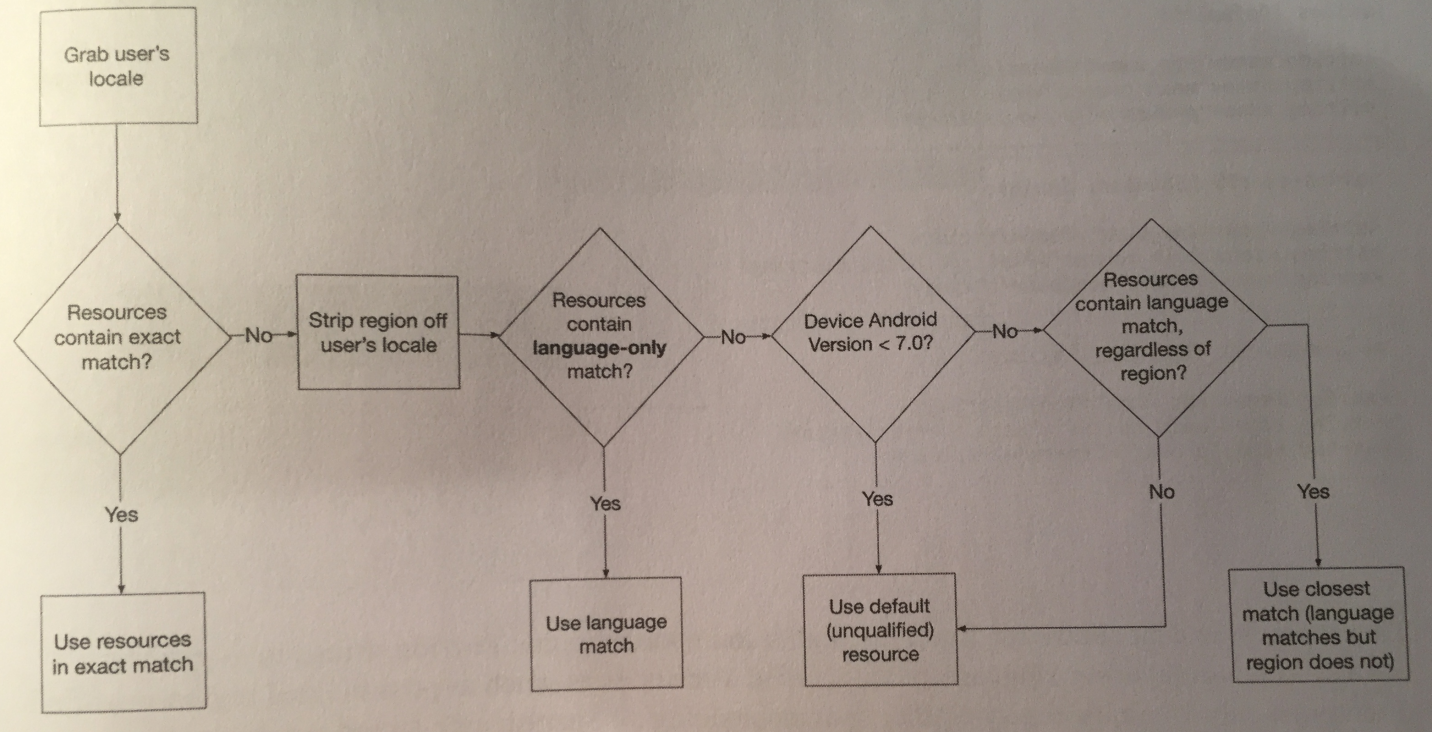 Grab user's
locale
Resources
contain exact
match?
No
Strip region off
user's locale
Resources
contain
language-only
match?
No
Device Android
Version < 7.0?
No
Resources
contain language
match,
regardless of
region?
Yes
Yes
Yes
No
Yes
Use resources
in exact match
Use language
match
Use default
(unqualified)
resource
Use closest
match (language
matches but
region does not)